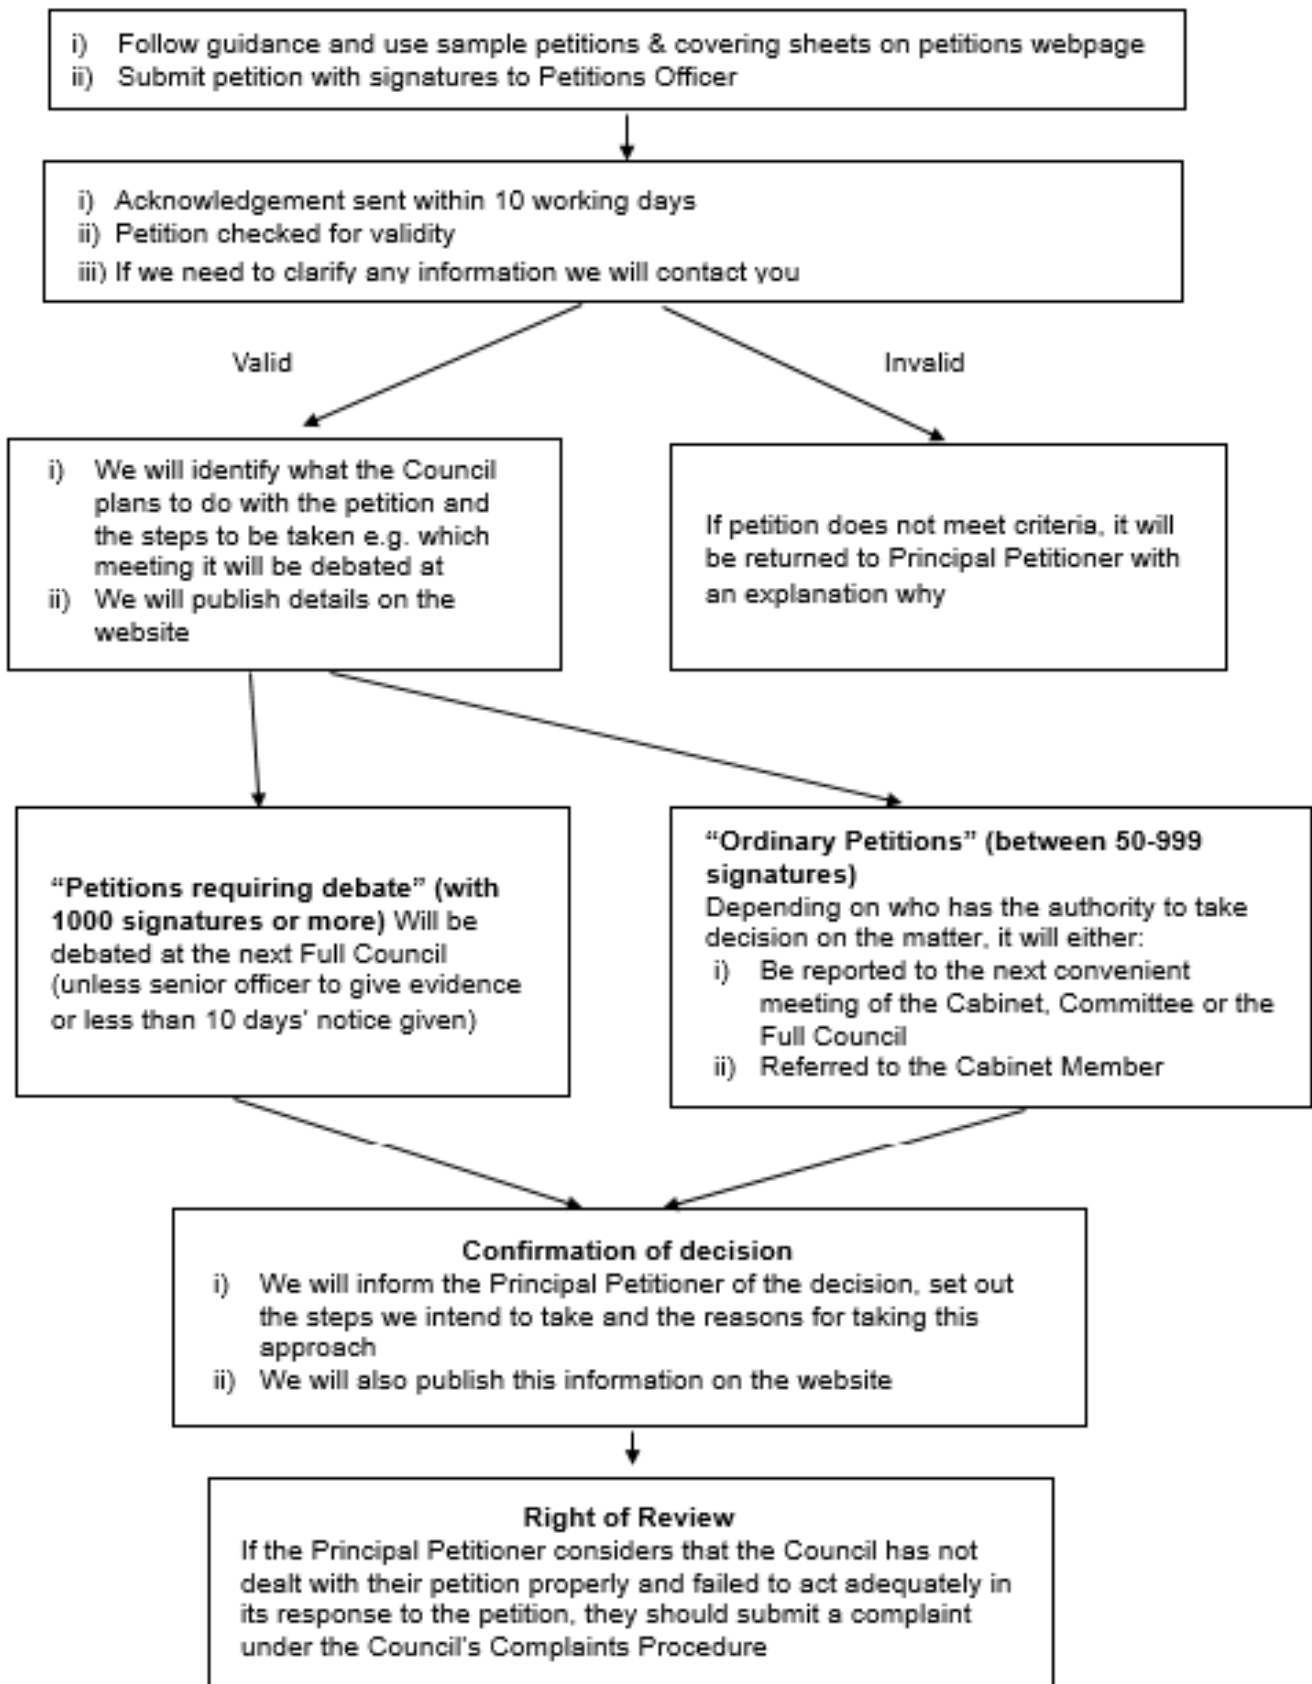 i) Follow guidance and use sample petitions & covering sheets on petitions webpage
ii) Submit petition with signatures to Petitions Officer
i) Acknowledgement sent within 10 working days
ii) Petition checked for validity
iii) If we need to clarify any information we will contact you
Valid
Invalid
i) We will identify what the Council
plans to do with the petition and
the steps to be taken e.g. which
meeting it will be debated at
ii) We will publish details on the
website
If petition does not meet criteria, it will
be returned to Principal Petitioner with
an explanation why
“Petitions requiring debate” (with
1000 signatures or more) Will be
debated at the next Full Council
(unless senior officer to give evidence
or less than 10 days’ notice given)
“Ordinary Petitions” (between 50-999
signatures)
Depending on who has the authority to take
decision on the matter, it will either:
i) Be reported to the next convenient
meeting of the Cabinet, Committee or the
Full Council
ii) Referred to the Cabinet Member
Confirmation of decision
i) We will inform the Principal Petitioner of the decision, set out
the steps we intend to take and the reasons for taking this
approach
ii) We will also publish this information on the website
Right of Review
If the Principal Petitioner considers that the Council has not
dealt with their petition properly and failed to act adequately in
its response to the petition, they should submit a complaint
under the Council’s Complaints Procedure